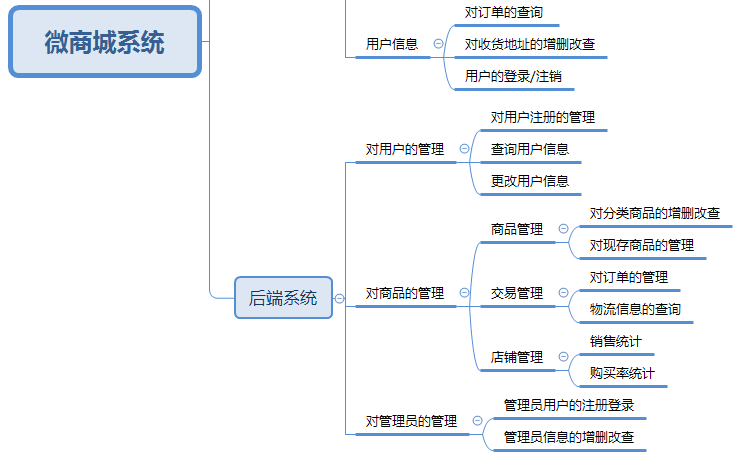 微商城系统
用户信息
对订单的查询
对收货地址的增删改查
用户的登录/注销
后端系统
对用户的管理
对用户注册的管理
查询用户信息
更改用户信息
对商品的管理
商品管理
对分类商品的增删改查
对现存商品的管理
交易管理
对订单的管理
物流信息的查询
店铺管理
销售统计
购买率统计
对管理员的管理
管理员用户的注册登录
管理员信息的增删改查